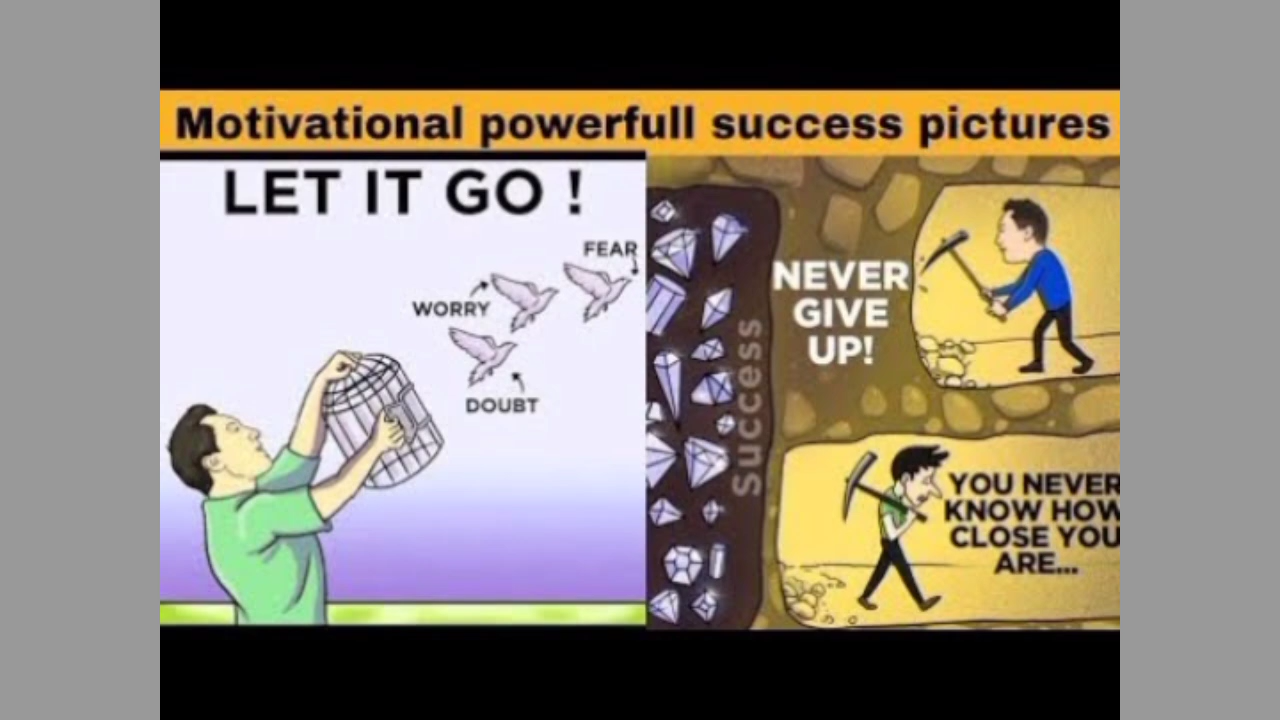 Motivational powerfull success pictures
LET IT GO !
FEAR
WORRY
DOUBT
Success
NEVER
GIVE
UP!
YOU NEVER
KNOW HOW
CLOSE YOU
ARE...